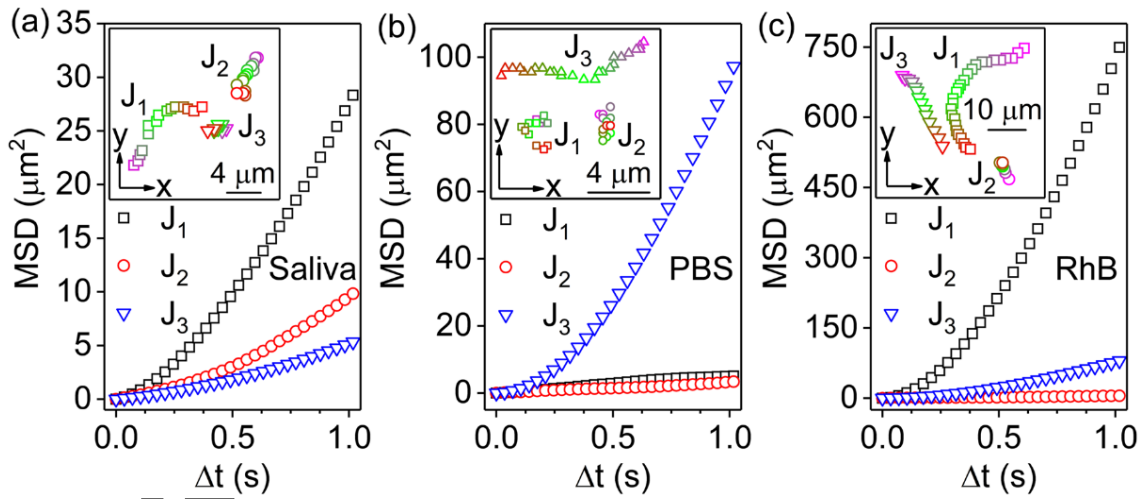 (a)
35
30
25
20
15
10
5
0
MSD (μm²)
0.0
0.5
1.0
Δt (s)
J₁
J₂
J₃
y
x
4 μm
J₁
J₂
J₃
Saliva
(b)
100
80
60
40
20
0
MSD (μm²)
0.0
0.5
1.0
Δt (s)
J₃
J₁
J₂
y
x
4 μm
J₁
J₂
J₃
PBS
(c)
750
600
450
300
150
0
MSD (μm²)
0.0
0.5
1.0
Δt (s)
J₃
J₁
10 μm
J₂
y
x
J₁
J₂
J₃
RhB